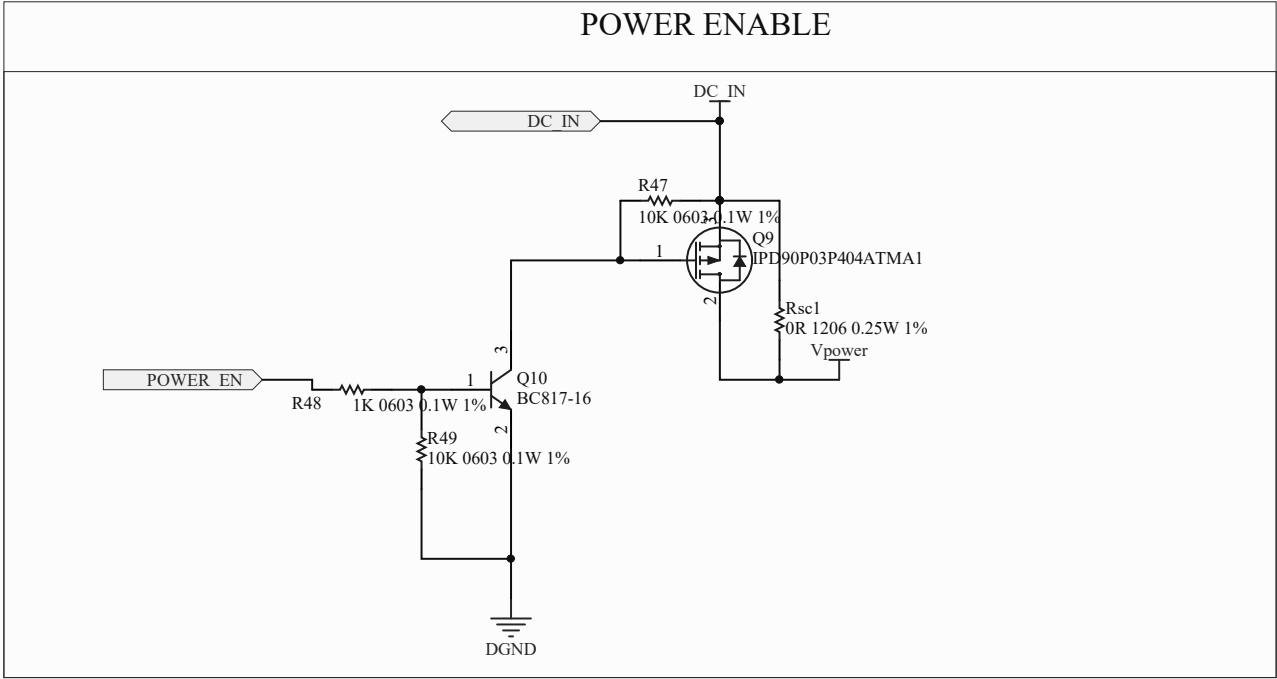 POWER ENABLE
DC_IN
DC_IN
R47
10K 0603 0.1W 1%
3
Q9
1
IPD90P03P404ATMA1
2
Rsc1
0R 1206 0.25W 1%
Vpower
3
POWER_EN
1
Q10
R48
1K 0603 0.1W 1%
BC817-16
2
R49
10K 0603 0.1W 1%
DGND